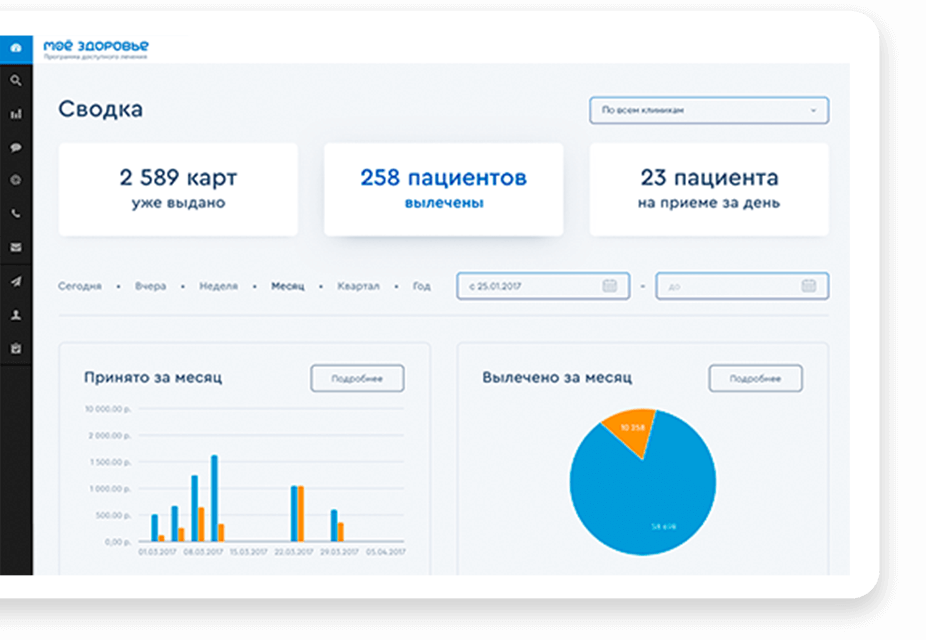 моё здоровье
Программа доступного лечения
Сводка
По всем клиникам
2 589 карт
уже выдано
258 пациентов
вылечены
23 пациента
на приеме за день
Сегодня • Вчера • Неделя • Месяц • Квартал • Год
с 25.01.2017 - до
Принято за месяц
Подробнее
10 000.00 р.
2 000.00 р.
1 500.00 р.
1 000.00 р.
500.00 р.
0,00 р.
01.03.2017 08.03.2017 15.03.2017 22.03.2017 29.03.2017 05.04.2017
Вылечено за месяц
Подробнее
10 358